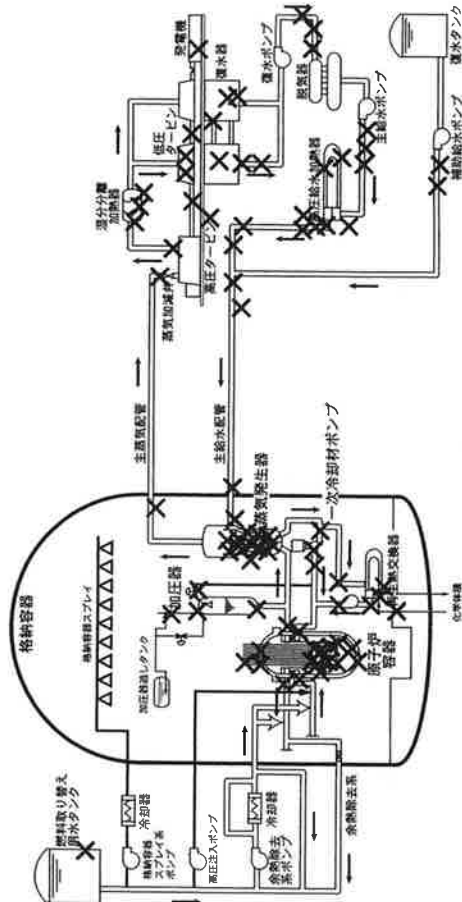 格納容器
格納容器スプレイ
加圧器逃しタンク
加圧器
蒸気発生器
一次冷却材ポンプ
原子炉
容器
再生熱交換器
化学体積
燃料取り替え
用水タンク
冷却器
格納容器
スプレイ系
ポンプ
高圧注入ポンプ
冷却器
余熱除去
系ポンプ
余熱除去系
主蒸気配管
主給水配管
蒸気加減弁
高圧タービン
湿分分離
加熱器
低圧
タービン
発電機
復水器
復水ポンプ
脱気器
主給水ポンプ
高圧給水加熱器
補助給水ポンプ
復水タンク